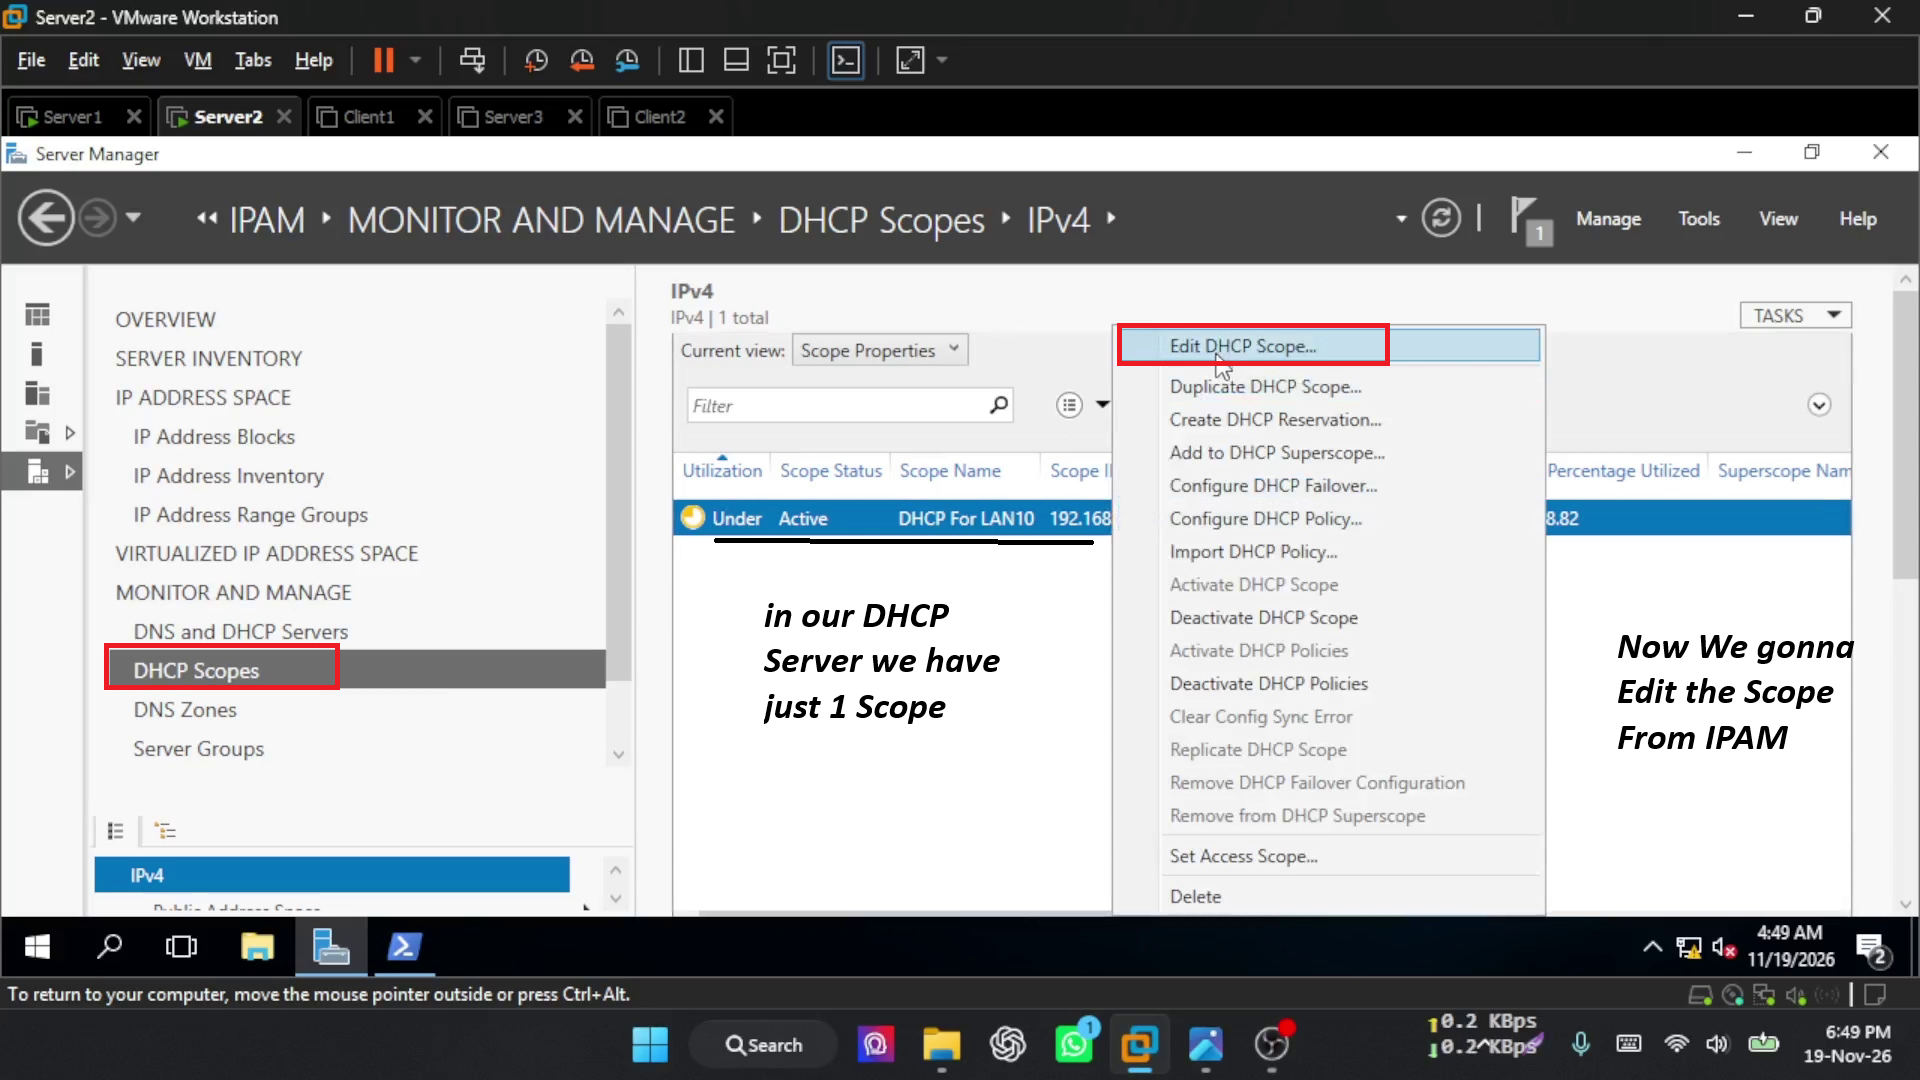 Server2 - VMware Workstation
File Edit View VM Tabs Help
Server1 Server2 Client1 Server3 Client2
Server Manager
IPAM MONITOR AND MANAGE DHCP Scopes IPv4
1 Manage Tools View Help
OVERVIEW
SERVER INVENTORY
IP ADDRESS SPACE
IP Address Blocks
IP Address Inventory
IP Address Range Groups
VIRTUALIZED IP ADDRESS SPACE
MONITOR AND MANAGE
DNS and DHCP Servers
DHCP Scopes
DNS Zones
Server Groups
IPv4
Public Address Space
IPv4
IPv4 | 1 total
TASKS
Current view: Scope Properties
Filter
Utilization Scope Status Scope Name Scope I Percentage Utilized Superscope Nam
Under Active DHCP For LAN10 192.168 8.82
Edit DHCP Scope...
Duplicate DHCP Scope...
Create DHCP Reservation...
Add to DHCP Superscope...
Configure DHCP Failover...
Configure DHCP Policy...
Import DHCP Policy...
Activate DHCP Scope
Deactivate DHCP Scope
Activate DHCP Policies
Deactivate DHCP Policies
Clear Config Sync Error
Replicate DHCP Scope
Remove DHCP Failover Configuration
Remove from DHCP Superscope
Set Access Scope...
Delete
in our DHCP
Server we have
just 1 Scope
Now We gonna
Edit the Scope
From IPAM
4:49 AM
11/19/2026
2
To return to your computer, move the mouse pointer outside or press Ctrl+Alt.
Search
1
0.2 KBps
0.2 KBps
6:49 PM
19-Nov-26